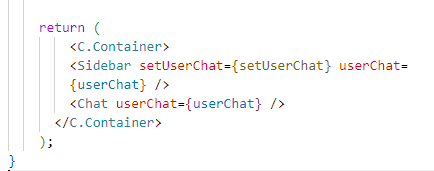 return (
<C.Container>
<Sidebar setUserChat={setUserChat} userChat=
{userChat} />
<Chat userChat={userChat} />
</C.Container>
);
}